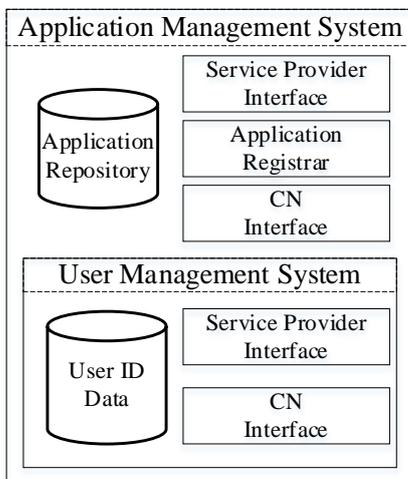 Application Management System
Application
Repository
Service Provider
Interface
Application
Registrar
CN
Interface
User Management System
User ID
Data
Service Provider
Interface
CN
Interface